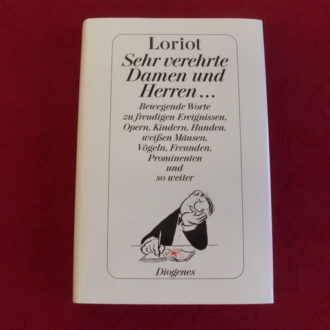 Loriot
Sehr verehrte
Damen und
Herren...
Bewegende Worte
zu freudigen Ereignissen,
Opern, Kindern, Hunden,
weißen Mäusen,
Vögeln, Freunden,
Prominenten
und
so weiter
Diogenes